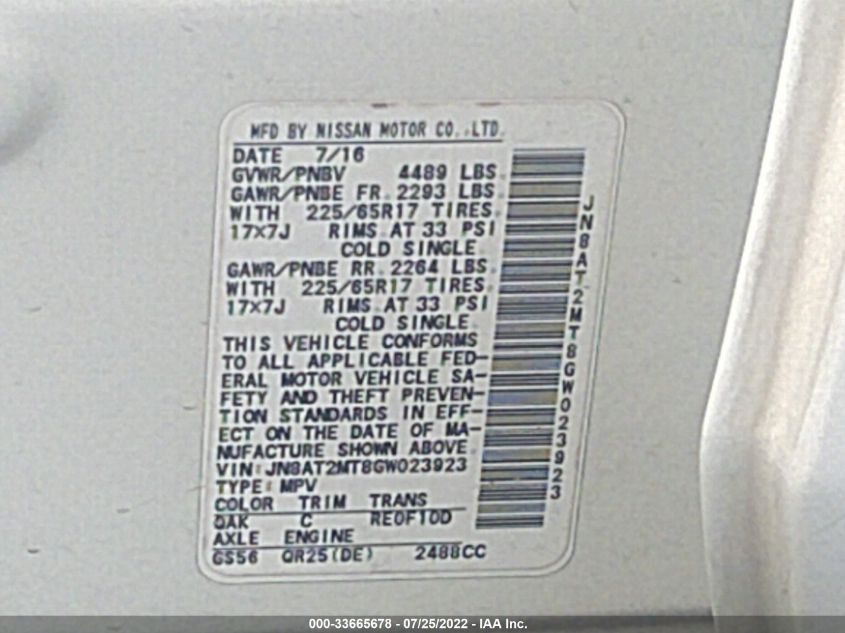 MFD BY NISSAN MOTOR CO., LTD.
DATE 7/16
GVWR/PNBV 4489 LBS.
GAWR/PNBE FR. 2293 LBS.
WITH 225/65R17 TIRES.
17X7J RIMS AT 33 PSI
COLD SINGLE.
GAWR/PNBE RR. 2264 LBS.
WITH 225/65R17 TIRES.
17X7J RIMS AT 33 PSI
COLD SINGLE.
THIS VEHICLE CONFORMS
TO ALL APPLICABLE FED-
ERAL MOTOR VEHICLE SA-
FETY AND THEFT PREVEN-
TION STANDARDS IN EFF-
ECT ON THE DATE OF MA-
NUFACTURE SHOWN ABOVE.
VIN: JN8AT2MT8GW023923
TYPE: MPV
COLOR TRIM TRANS
QAK C RE0F10D
AXLE ENGINE
GS56 QR25(DE) 2488CC
JN8AT2MT8GW023923
000-33665678 - 07/25/2022 - IAA Inc.